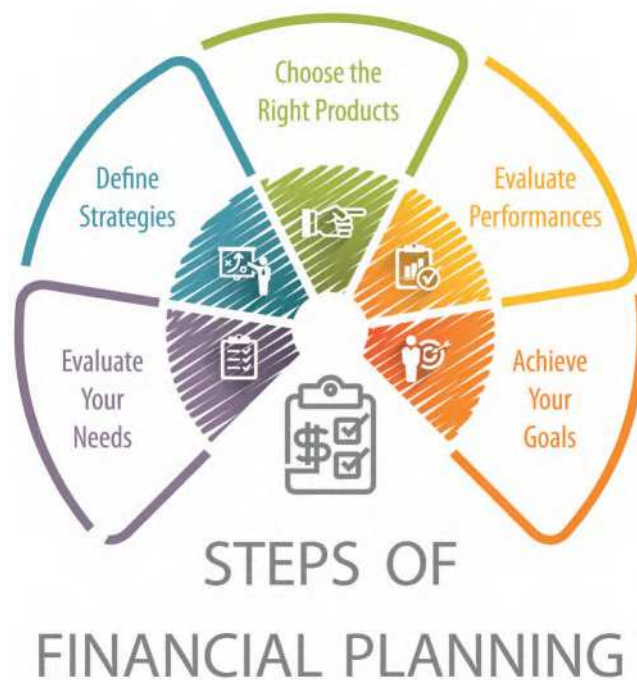 Evaluate
Your
Needs
Define
Strategies
Choose the
Right Products
Evaluate
Performances
Achieve
Your
Goals
$
STEPS OF
FINANCIAL PLANNING